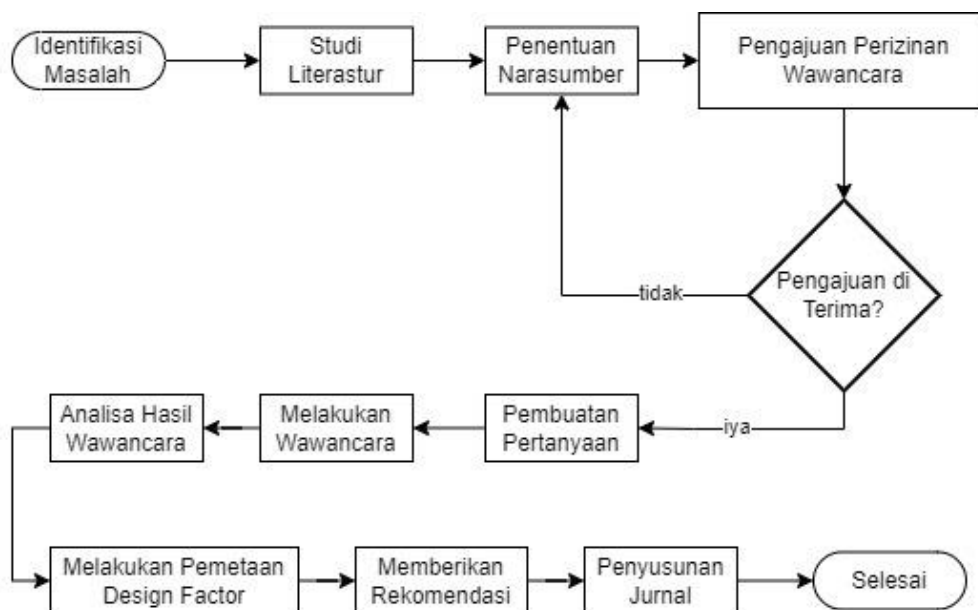 Identifikasi
Masalah
Studi
Literastur
Penentuan
Narasumber
Pengajuan Perizinan
Wawancara
Pengajuan di
Terima?
tidak
iya
Pembuatan
Pertanyaan
Melakukan
Wawancara
Analisa Hasil
Wawancara
Melakukan Pemetaan
Design Factor
Memberikan
Rekomendasi
Penyusunan
Jurnal
Selesai